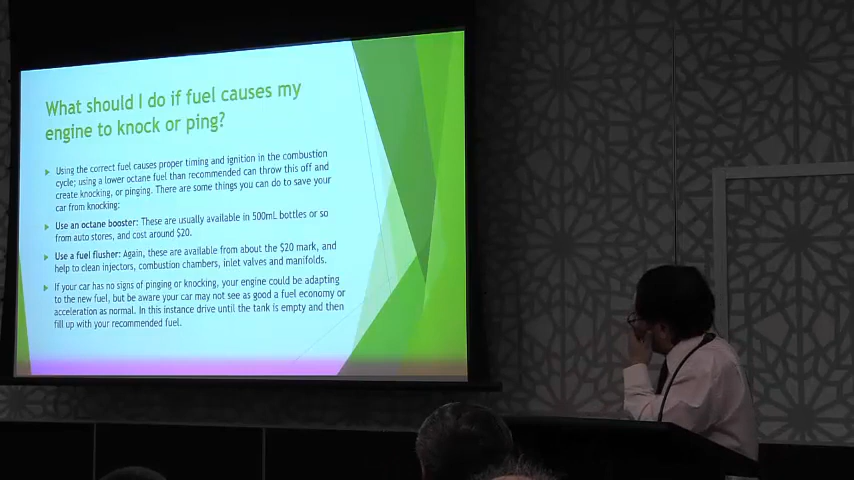 What should I do if fuel causes my
engine to knock or ping?
Using the correct fuel causes proper timing and ignition in the combustion
cycle; using a lower octane fuel than recommended can throw this off and
create knocking, or pinging. There are some things you can do to save your
car from knocking:
Use an octane booster: These are usually available in 500mL bottles or so
from auto stores, and cost around $20.
Use a fuel flusher: Again, these are available from about the $20 mark, and
help to clean injectors, combustion chambers, inlet valves and manifolds.
If your car has no signs of pinging or knocking, your engine could be adapting
to the new fuel, but be aware your car may not see as good a fuel economy or
acceleration as normal. In this instance drive until the tank is empty and then
fill up with your recommended fuel.